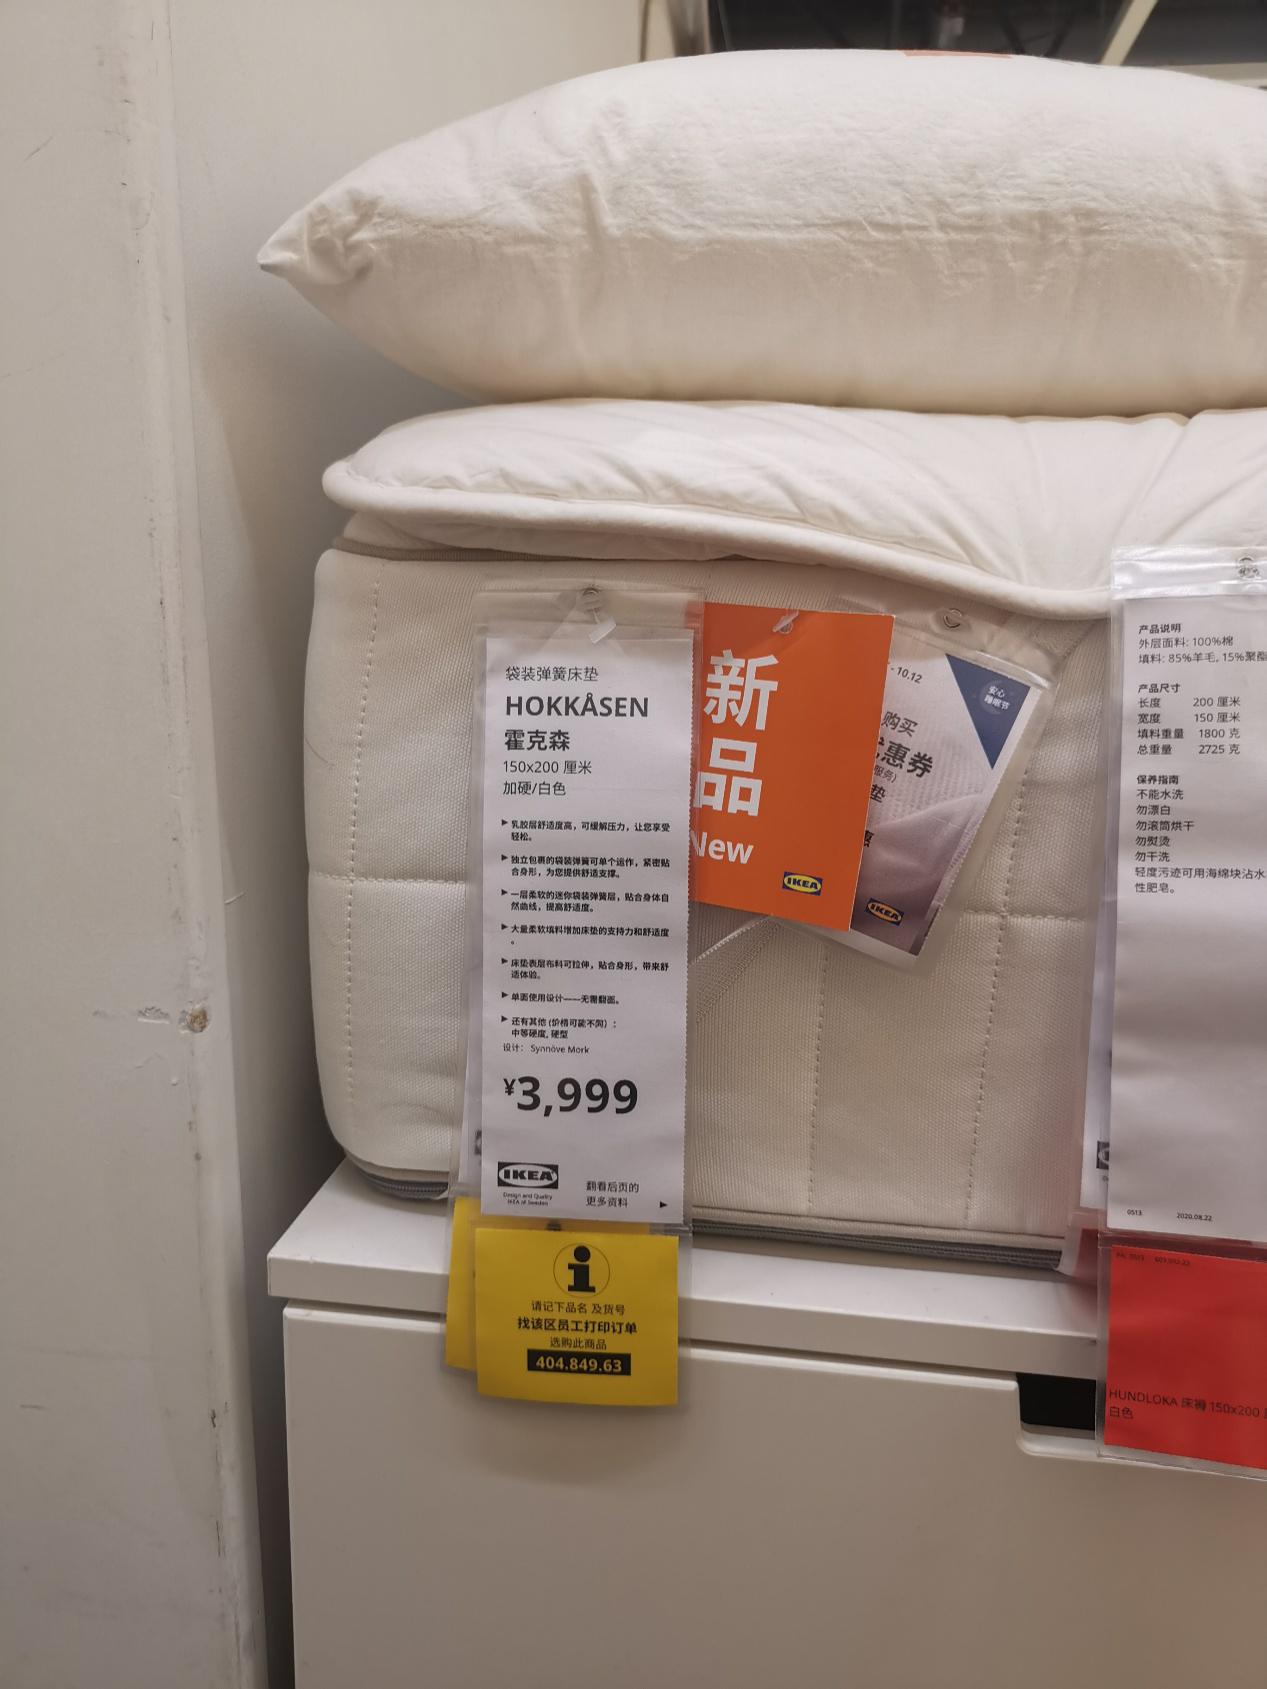 袋装弹簧床垫
HOKKÅSEN
霍克森
150x200 厘米
加硬/白色
▶ 乳胶层舒适度高，可缓解压力，让您享受
轻松。
▶ 独立包裹的袋装弹簧可单个运作，紧密贴
合身形，为您提供舒适支撑。
▶ 一层柔软的迷你袋装弹簧层，贴合身体自
然曲线，提高舒适度。
▶ 大量柔软填料增加床垫的支持力和舒适度
。
▶ 床垫表层布料可拉伸，贴合身形，带来舒
适体验。
▶ 单面使用设计——无需翻面。
▶ 还有其他 (价格可能不同) ：
中等硬度, 硬型
设计： Synnöve Mork
¥3,999
IKEA
Design and Quality
IKEA of Sweden
翻看后页的
更多资料 ▶
i
请记下品名 及货号
找该区员工打印订单
选购此商品
404.849.63
新
品
New
IKEA
- 10.12
安心
睡眠节
购买
惠券
服务)
垫
IKEA
产品说明
外层面料: 100%棉
填料: 85%羊毛, 15%聚酯
产品尺寸
长度 200 厘米
宽度 150 厘米
填料重量 1800 克
总重量 2725 克
保养指南
不能水洗
勿漂白
勿滚筒烘干
勿熨烫
勿干洗
轻度污迹可用海绵块沾水
性肥皂。
0513 2020.08.22
HUNDLOKA 床褥 150x200
白色